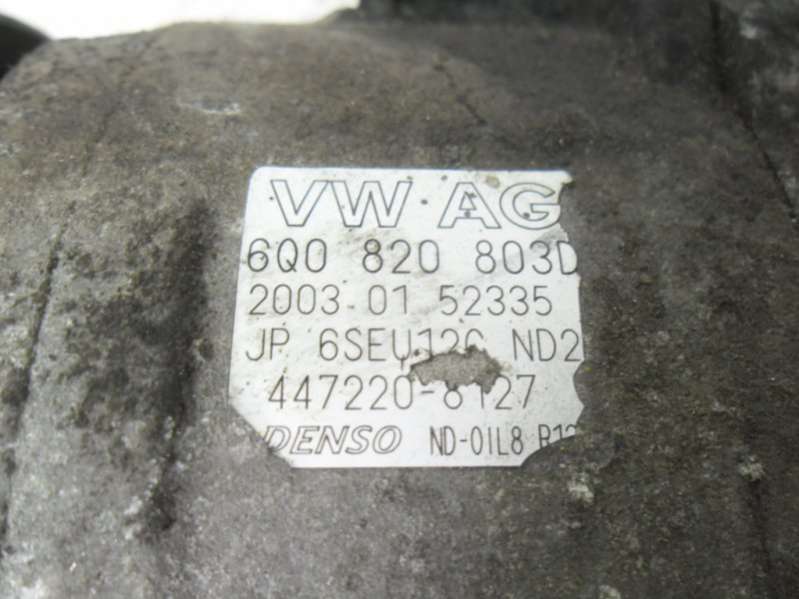 VW AG
6Q0 820 803D
2003 01 52335
JP 6SEU12C ND2
447220-8127
DENSO ND-OIL8